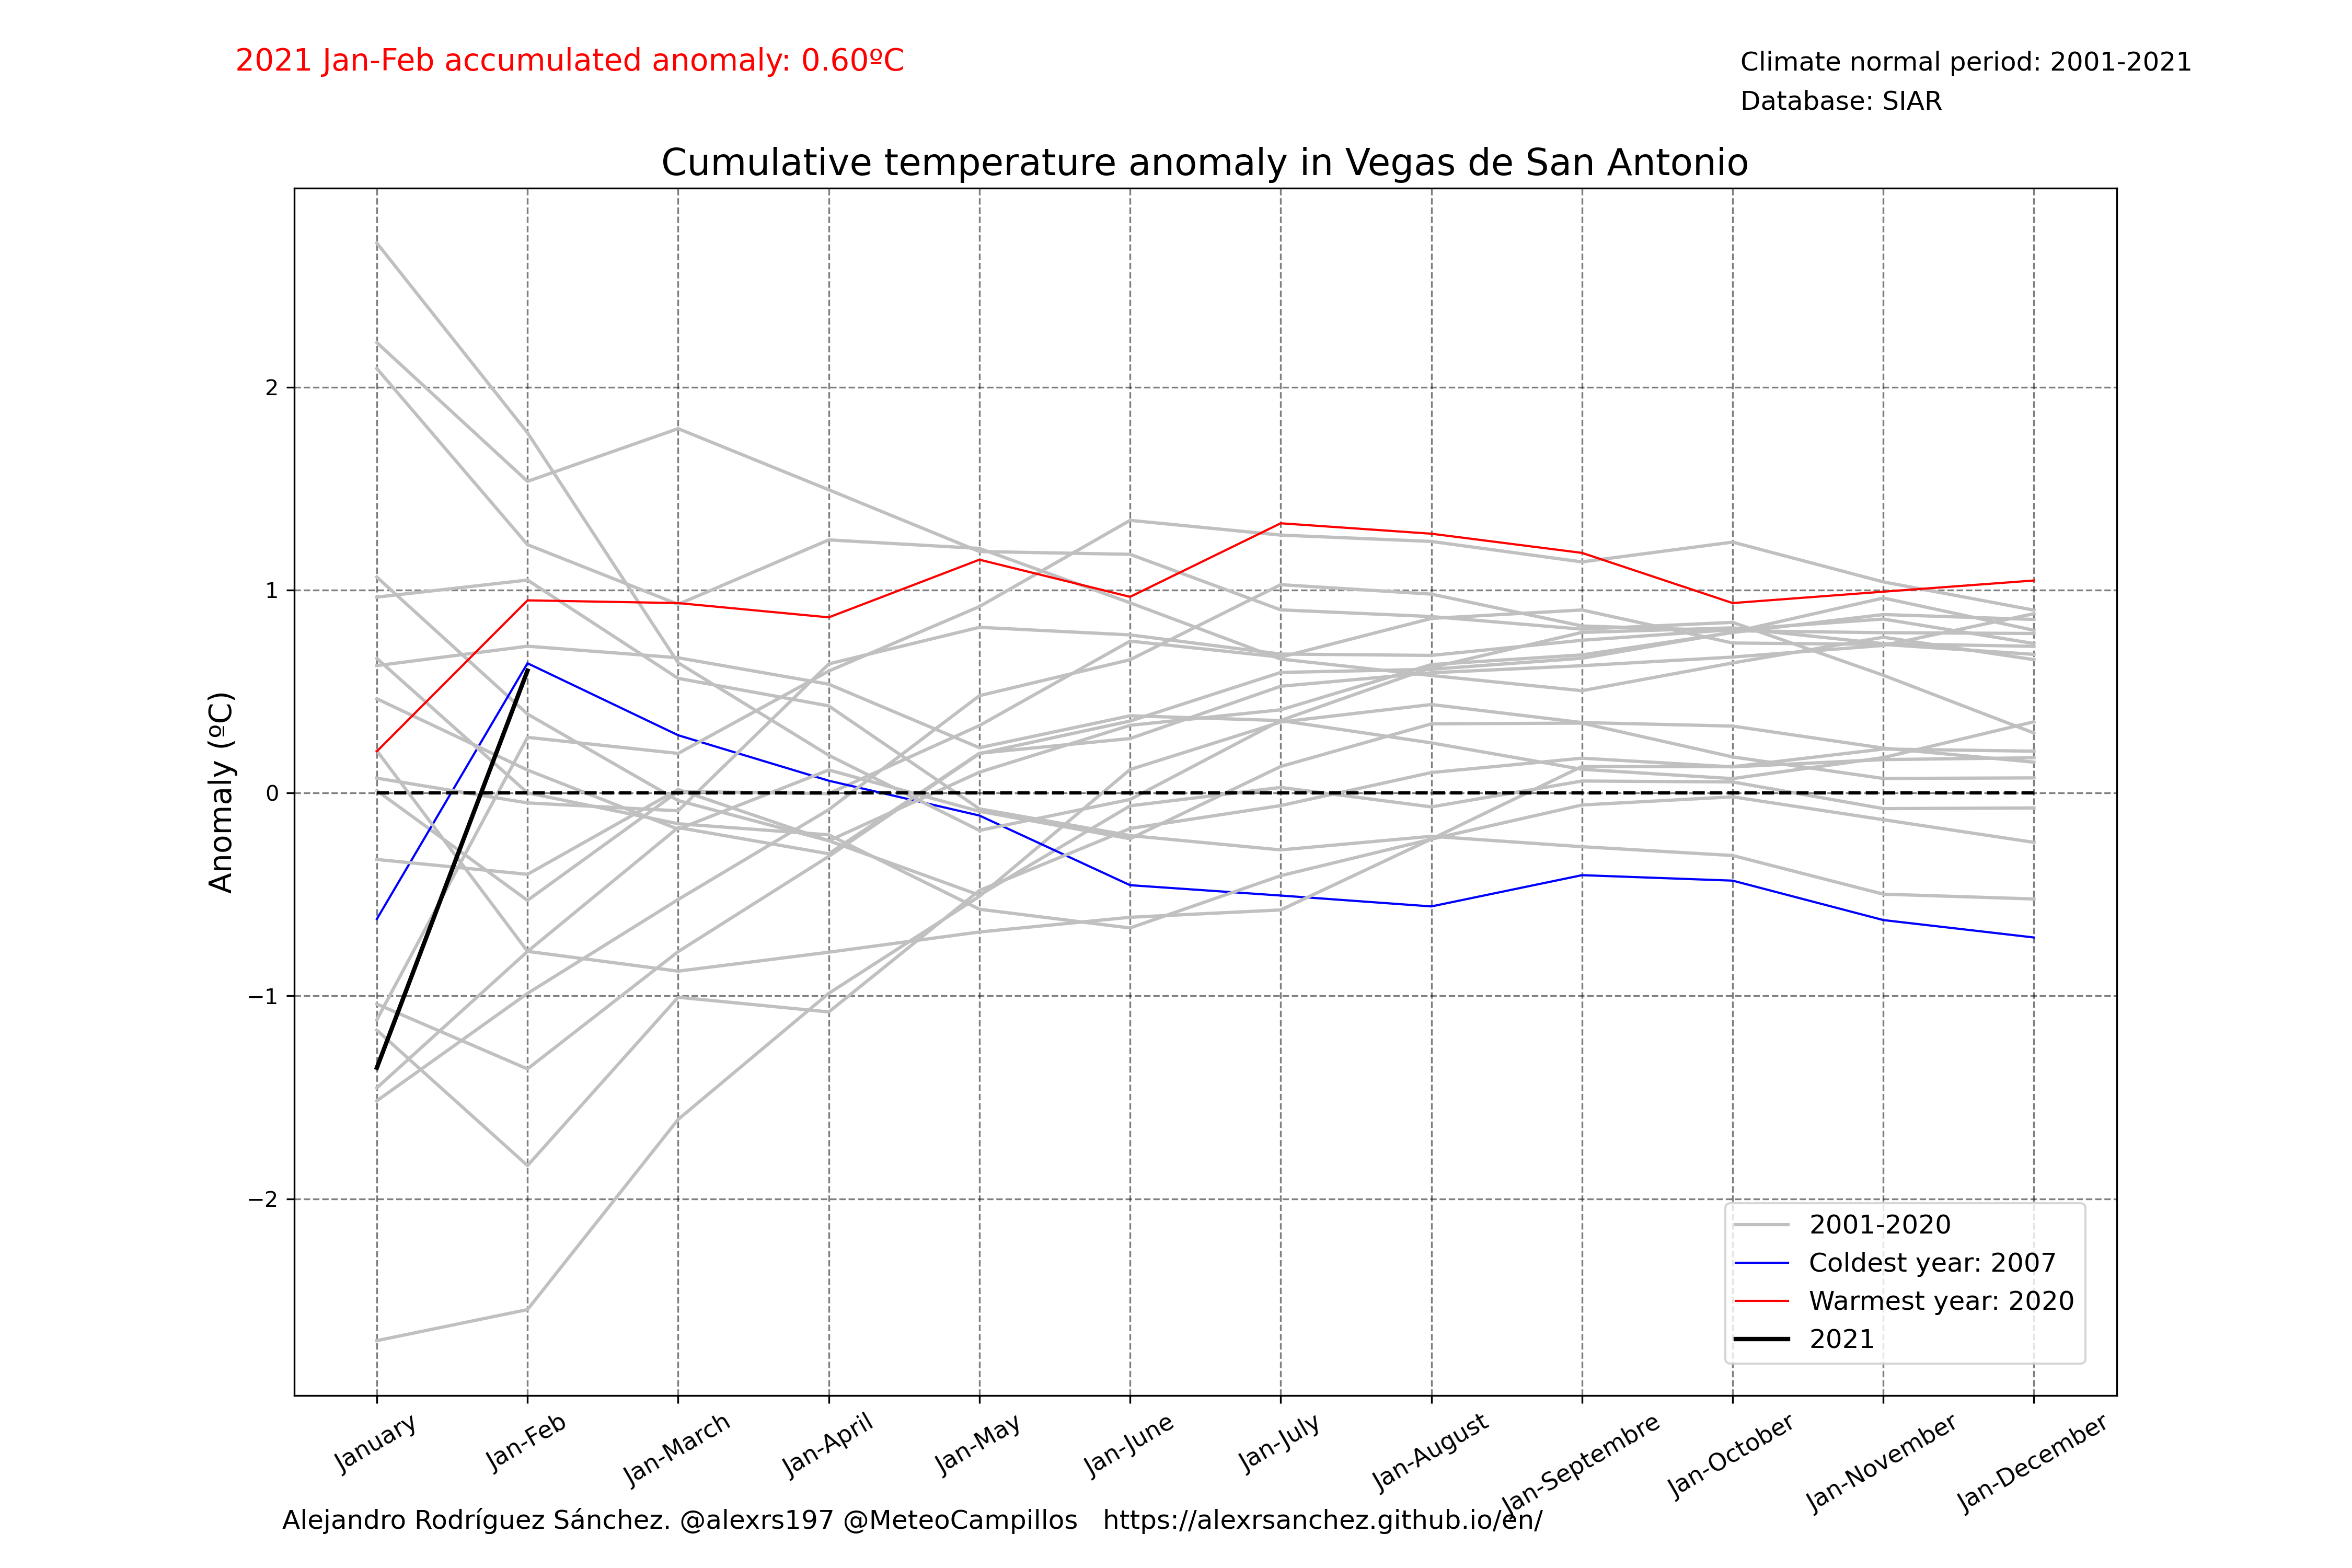 2021 Jan-Feb accumulated anomaly: 0.60ºC
Climate normal period: 2001-2021
Database: SIAR
Cumulative temperature anomaly in Vegas de San Antonio
Anomaly (ºC)
2
1
0
−1
−2
2001-2020
Coldest year: 2007
Warmest year: 2020
2021
January
Jan-Feb
Jan-March
Jan-April
Jan-May
Jan-June
Jan-July
Jan-August
Jan-Septembre
Jan-October
Jan-November
Jan-December
Alejandro Rodríguez Sánchez. @alexrs197 @MeteoCampillos https://alexrsanchez.github.io/en/